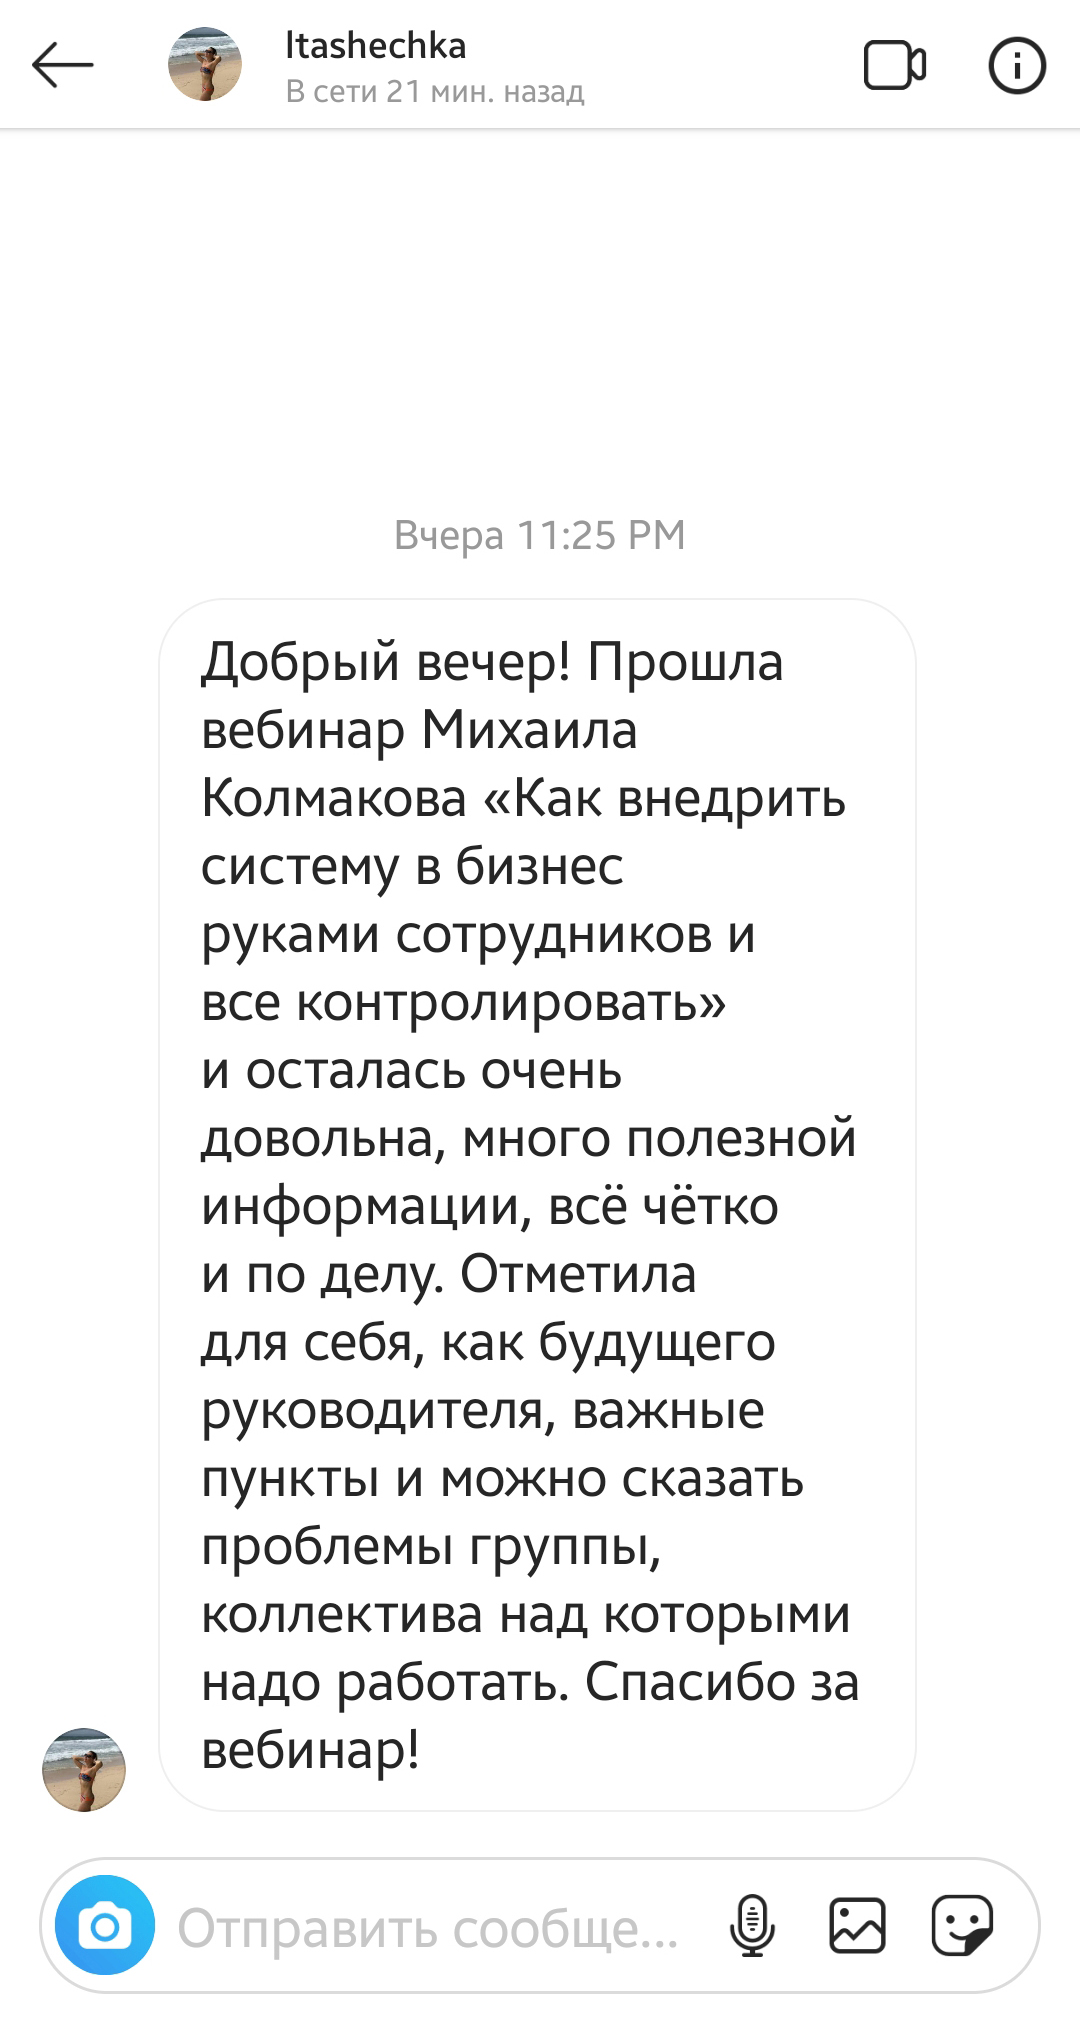 ltashechka
В сети 21 мин. назад
Вчера 11:25 PM
Добрый вечер! Прошла
вебинар Михаила
Колмакова «Как внедрить
систему в бизнес
руками сотрудников и
все контролировать»
и осталась очень
довольна, много полезной
информации, всё чётко
и по делу. Отметила
для себя, как будущего
руководителя, важные
пункты и можно сказать
проблемы группы,
коллектива над которыми
надо работать. Спасибо за
вебинар!
Отправить сообще...